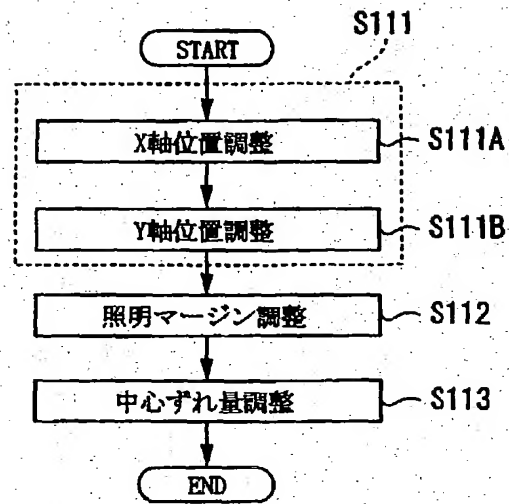 S111
START
X軸位置調整 S111A
Y軸位置調整 S111B
照明マージン調整 S112
中心ずれ量調整 S113
END